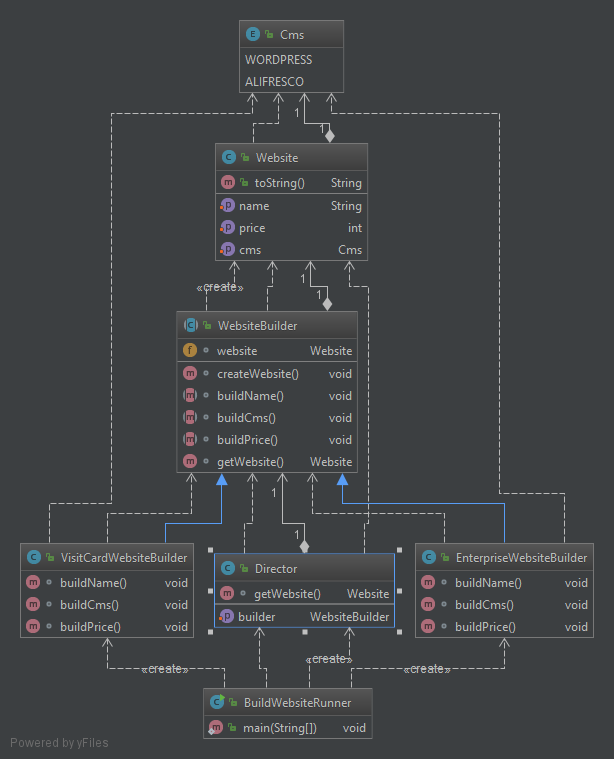 E Cms
WORDPRESS
ALIFRESCO
1
1
C Website
m toString() String
p name String
p price int
p cms Cms
«create»
1
1
C WebsiteBuilder
f website Website
m createWebsite() void
m buildName() void
m buildCms() void
m buildPrice() void
m getWebsite() Website
1
1
C VisitCardWebsiteBuilder
m buildName() void
m buildCms() void
m buildPrice() void
C Director
m getWebsite() Website
p builder WebsiteBuilder
C EnterpriseWebsiteBuilder
m buildName() void
m buildCms() void
m buildPrice() void
«create» «create» «create»
C BuildWebsiteRunner
m main(String[]) void
Powered by yFiles